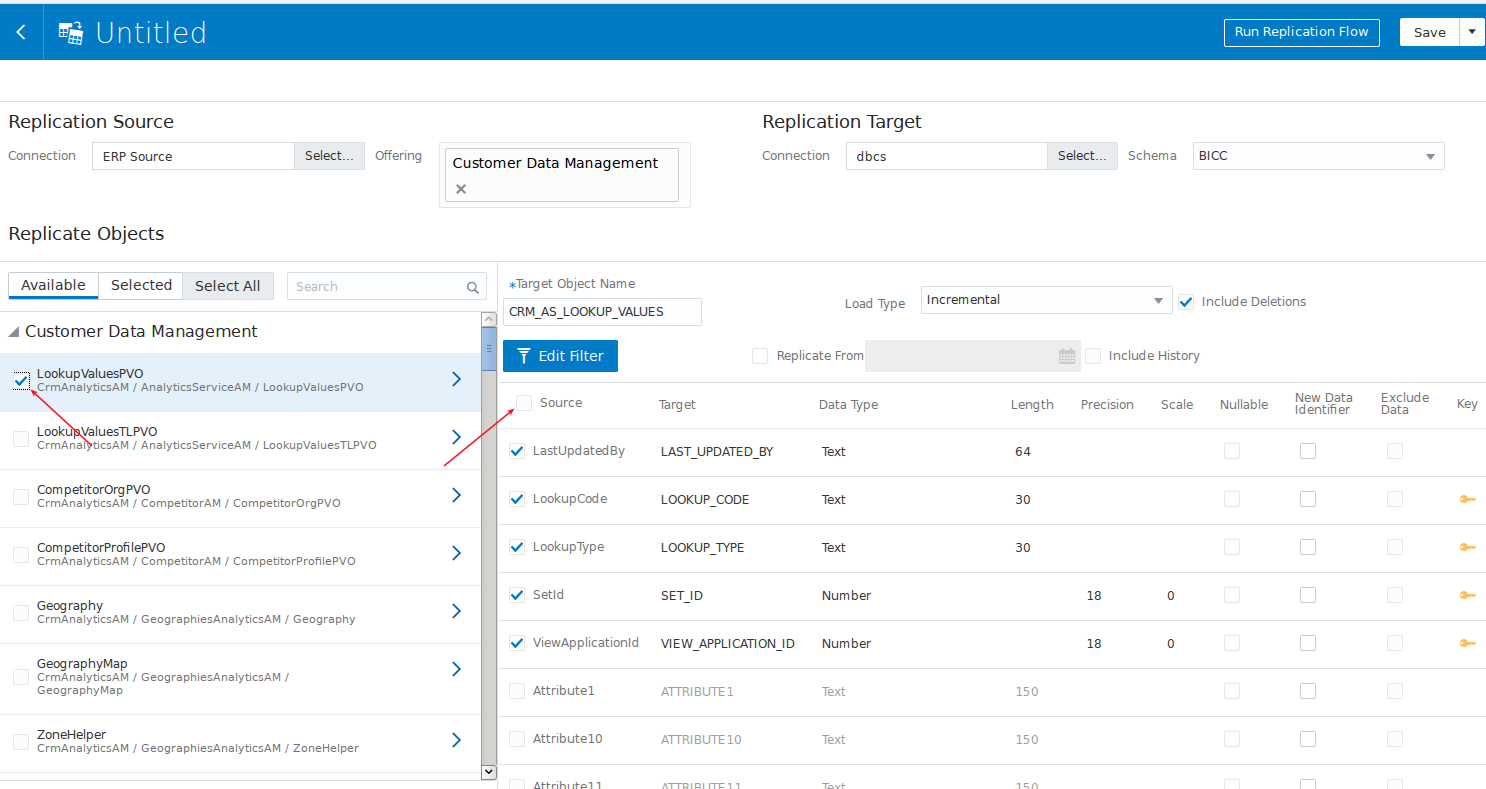 Untitled
Run Replication Flow
Save
Replication Source
Replication Target
Connection
ERP Source
Select...
Offering
Customer Data Management
Connection
dbcs
Select...
Schema
BICC
Replicate Objects
Available
Selected
Select All
Search
Customer Data Management
LookupValuesPVO
CrmAnalyticsAM / AnalyticsServiceAM / LookupValuesPVO
LookupValuesTLPVO
CrmAnalyticsAM / AnalyticsServiceAM / LookupValuesTLPVO
CompetitorOrgPVO
CrmAnalyticsAM / CompetitorAM / CompetitorOrgPVO
CompetitorProfilePVO
CrmAnalyticsAM / CompetitorAM / CompetitorProfilePVO
Geography
CrmAnalyticsAM / GeographiesAnalyticsAM / Geography
GeographyMap
CrmAnalyticsAM / GeographiesAnalyticsAM /
GeographyMap
ZoneHelper
CrmAnalyticsAM / GeographiesAnalyticsAM / ZoneHelper
*Target Object Name
CRM_AS_LOOKUP_VALUES
Load Type
Incremental
Include Deletions
Edit Filter
Replicate From
Include History
Source Target Data Type Length Precision Scale Nullable New Data Identifier Exclude Data Key
LastUpdatedBy LAST_UPDATED_BY Text 64
LookupCode LOOKUP_CODE Text 30
LookupType LOOKUP_TYPE Text 30
SetId SET_ID Number 18 0
ViewApplicationId VIEW_APPLICATION_ID Number 18 0
Attribute1 ATTRIBUTE1 Text 150
Attribute10 ATTRIBUTE10 Text 150
Attribute11 ATTRIBUTE11 Text 150